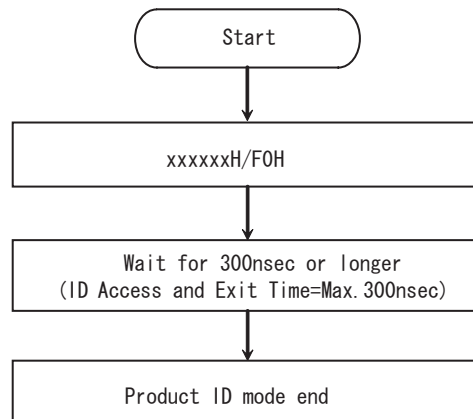 Start
xxxxxxH/F0H
Wait for 300nsec or longer
(ID Access and Exit Time=Max.300nsec)
Product ID mode end